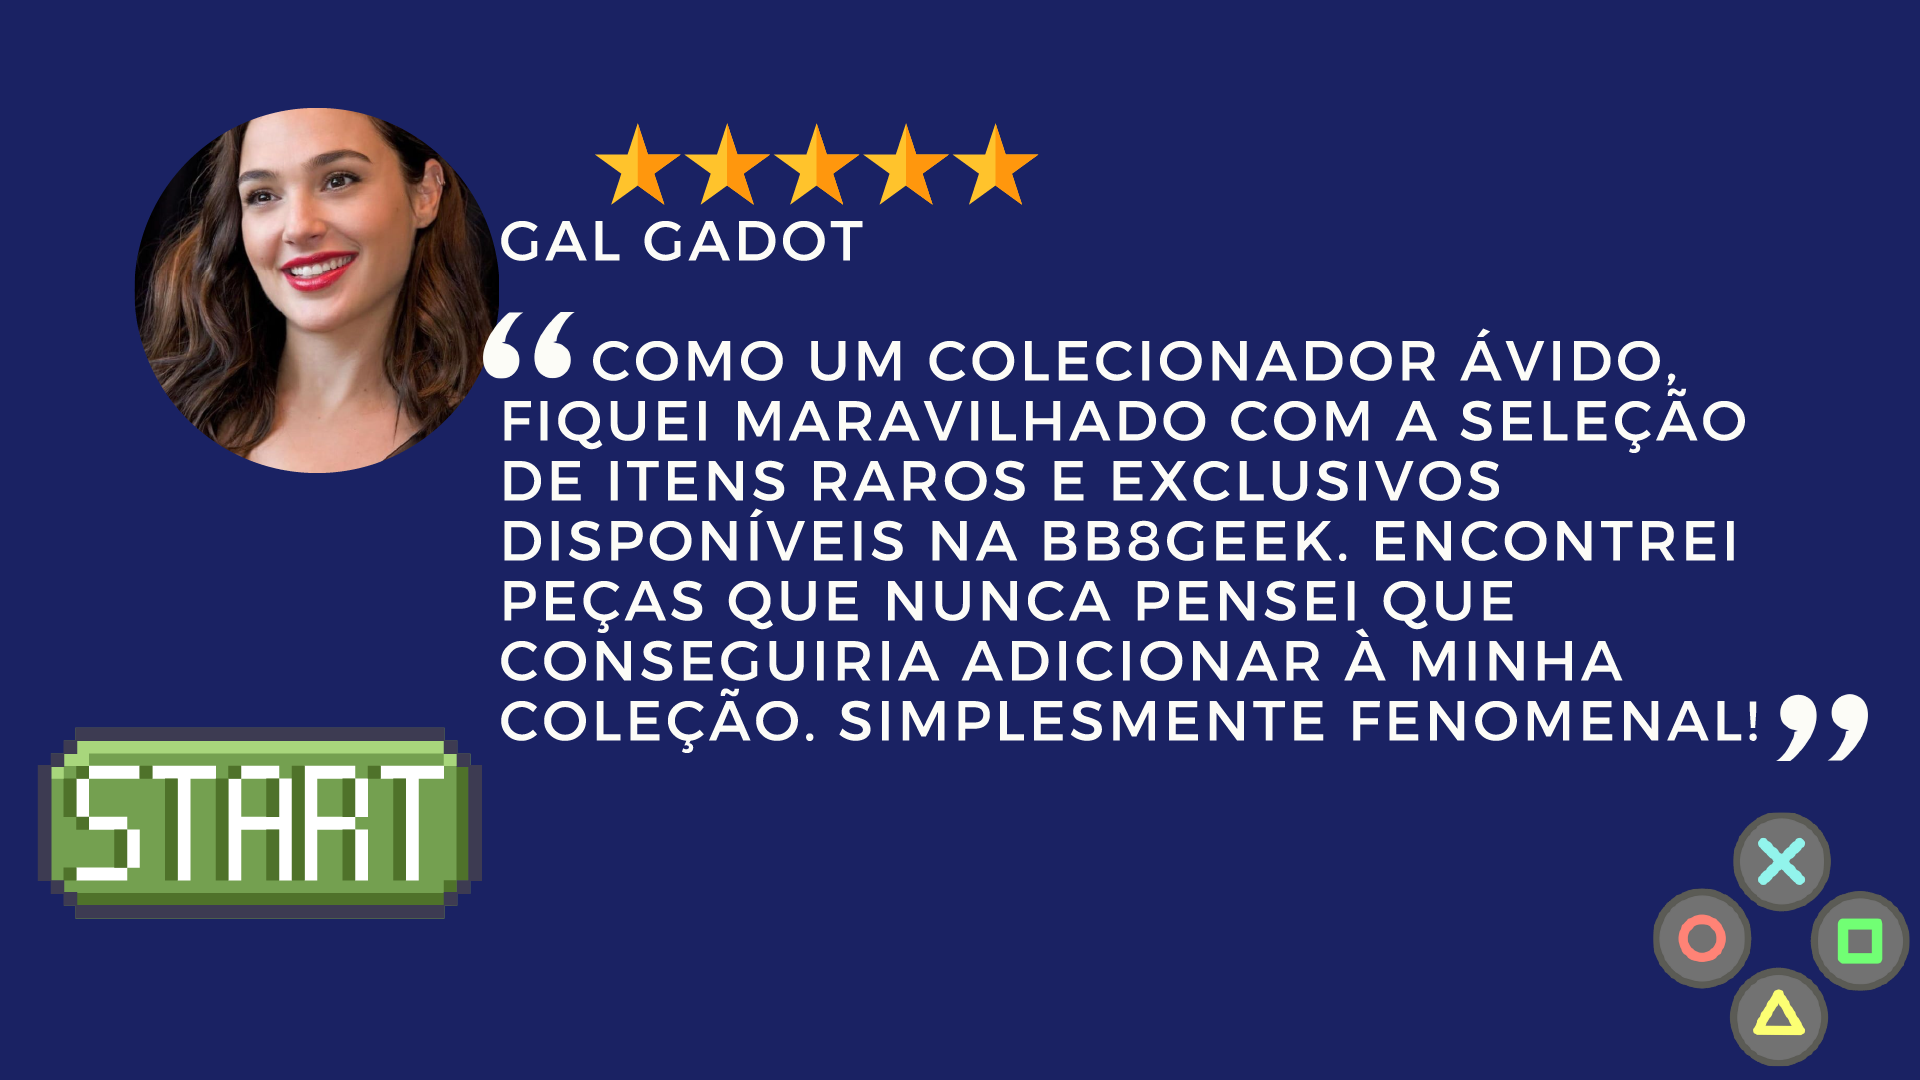 GAL GADOT
“ COMO UM COLECIONADOR ÁVIDO,
FIQUEI MARAVILHADO COM A SELEÇÃO
DE ITENS RAROS E EXCLUSIVOS
DISPONÍVEIS NA BB8GEEK. ENCONTREI
PEÇAS QUE NUNCA PENSEI QUE
CONSEGUIRIA ADICIONAR À MINHA
COLEÇÃO. SIMPLESMENTE FENOMENAL! ”
START